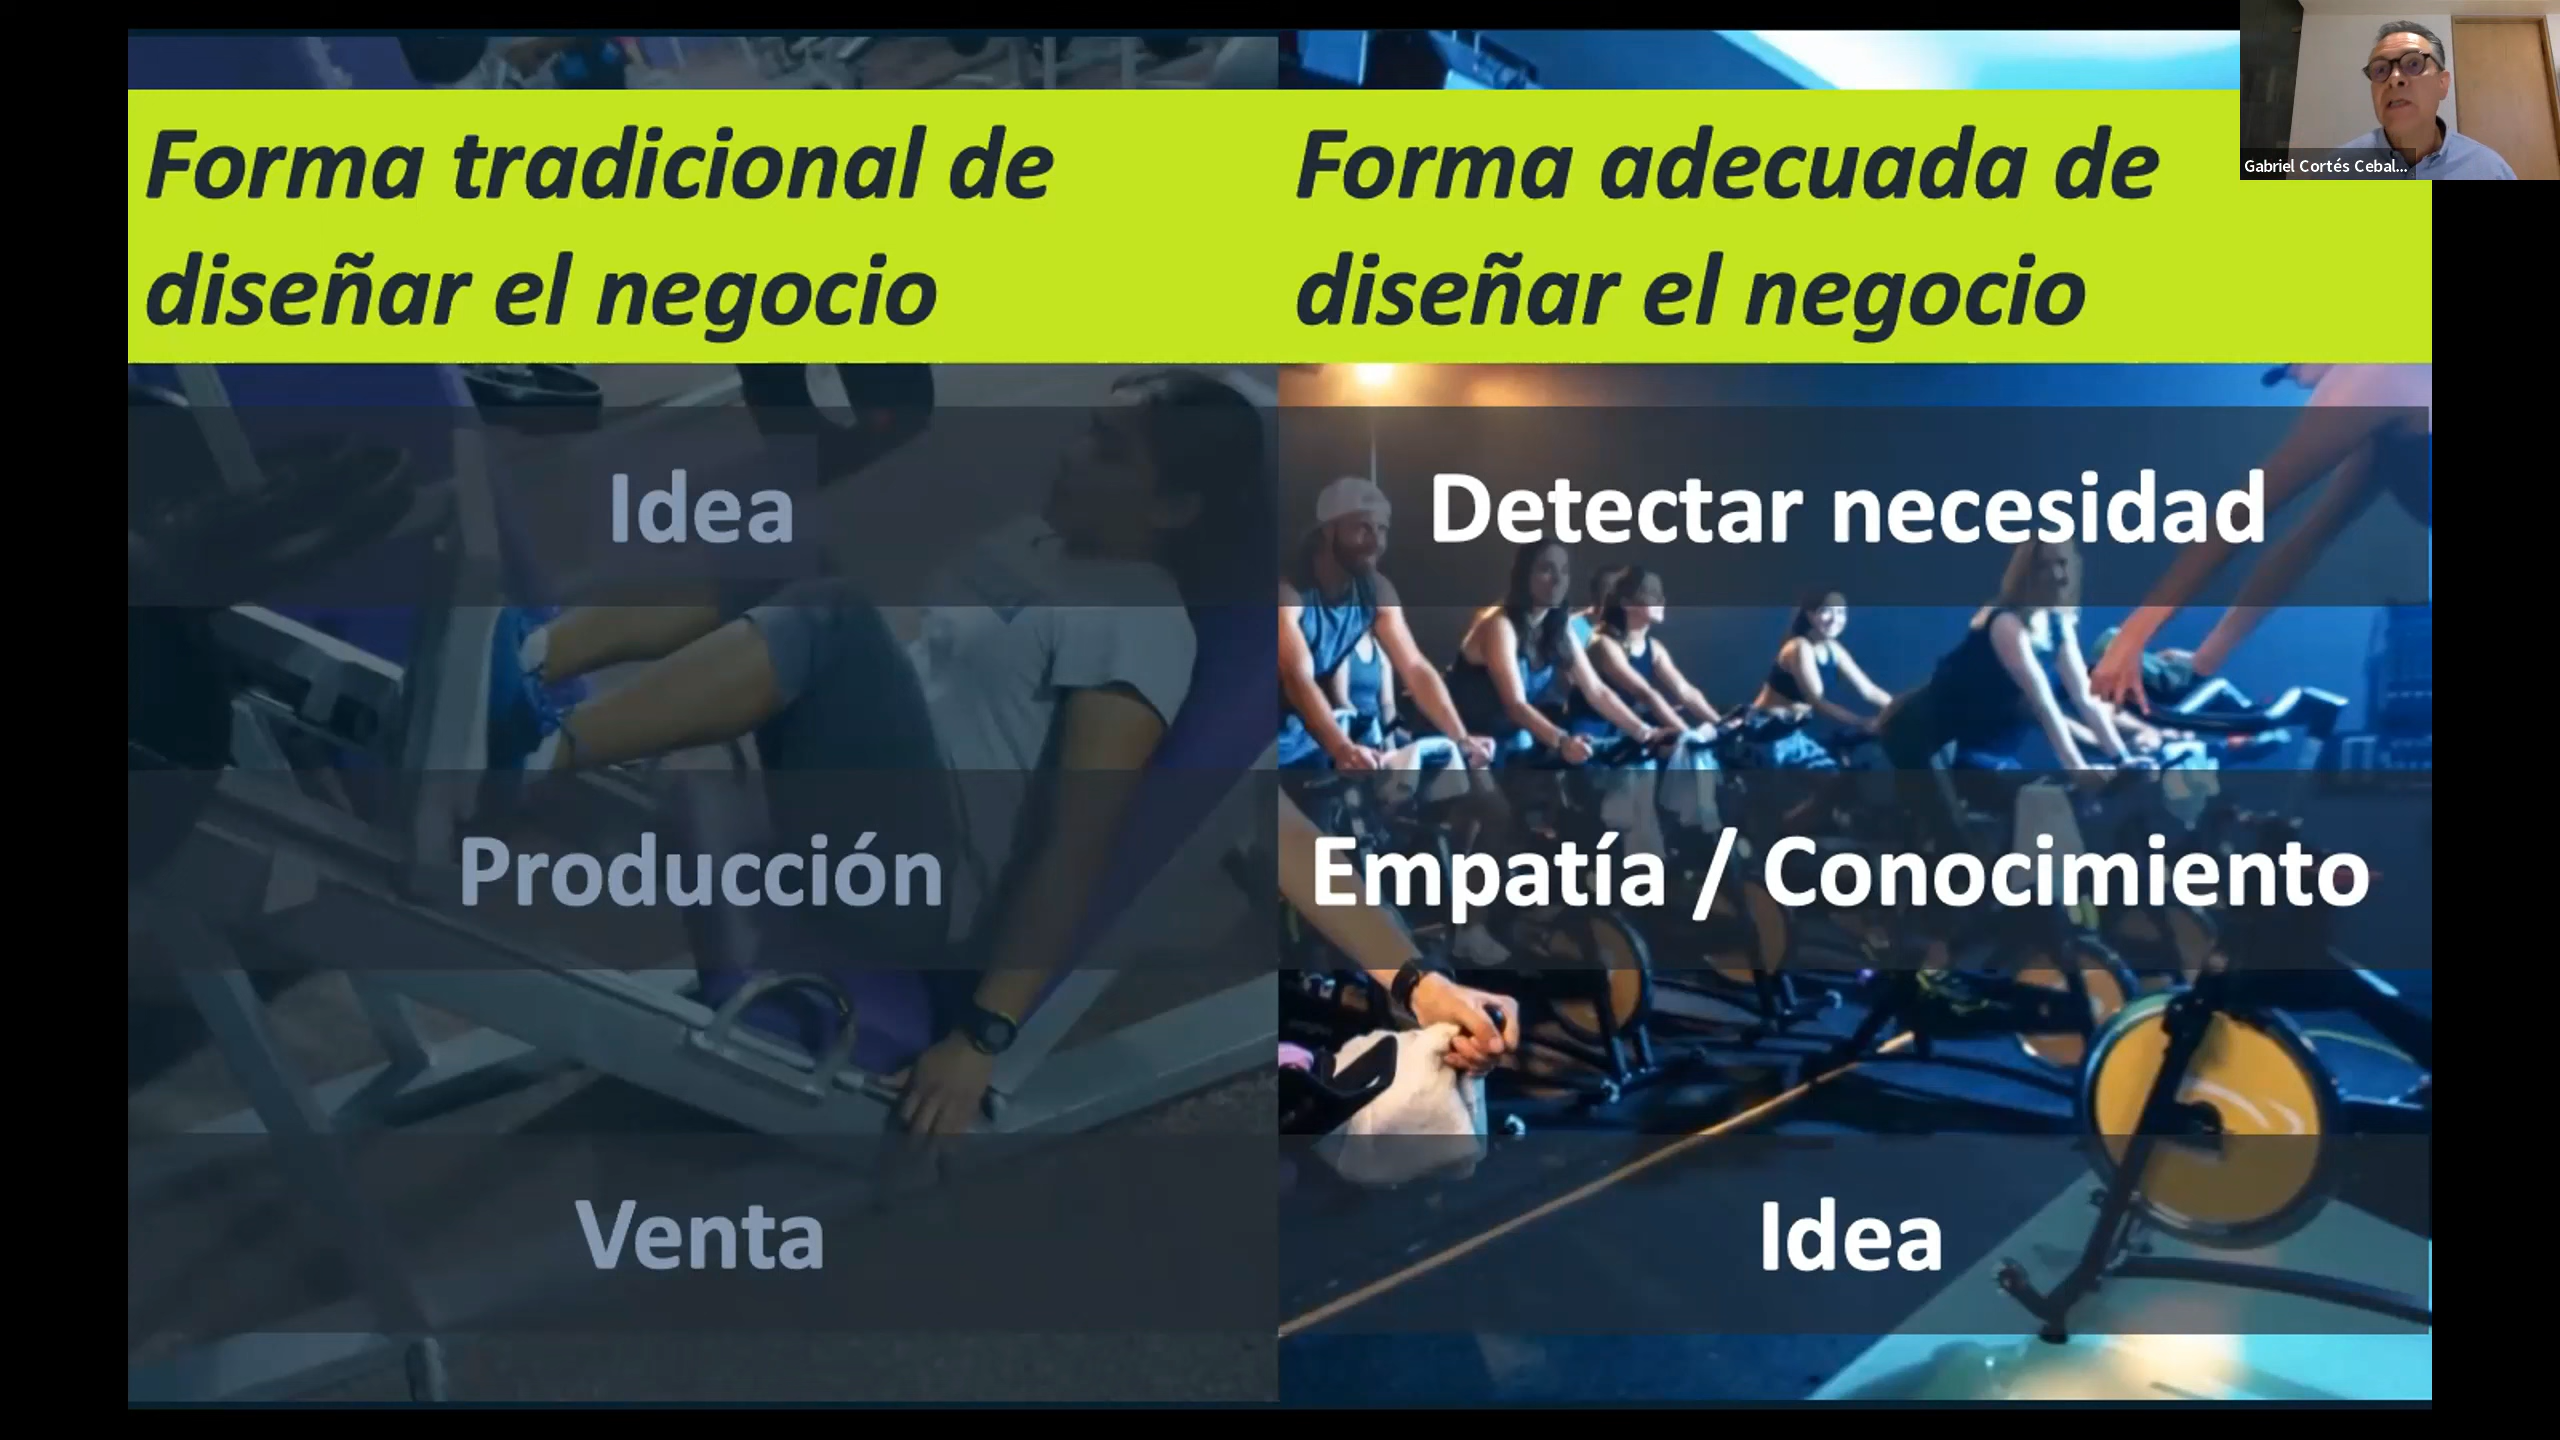 Forma tradicional de
diseñar el negocio
Idea
Producción
Venta
Forma adecuada de
diseñar el negocio
Detectar necesidad
Empatía / Conocimiento
Idea
Gabriel Cortés Cebal...